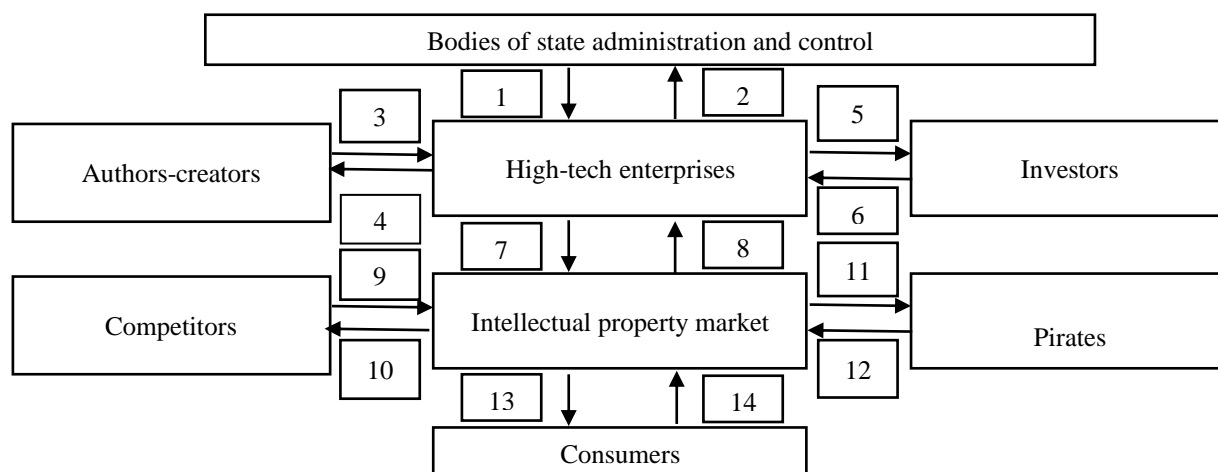 Bodies of state administration and control
1
2
3
5
Authors-creators
High-tech enterprises
Investors
4
6
7
8
9
11
Competitors
Intellectual property market
Pirates
10
12
13
14
Consumers